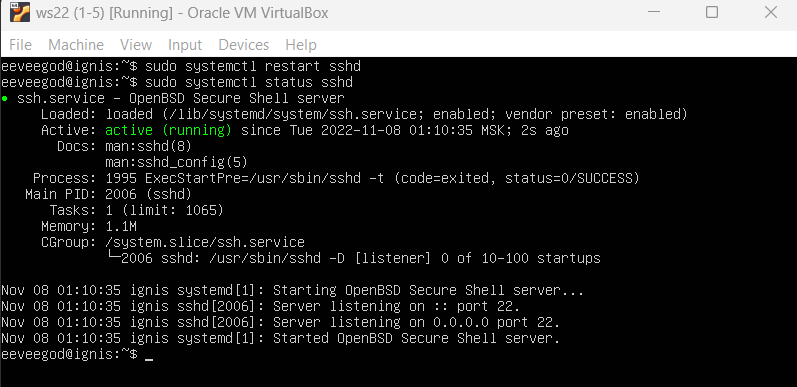 ws22 (1-5) [Running] - Oracle VM VirtualBox
File Machine View Input Devices Help
eeveegod@ignis:~$ sudo systemctl restart sshd
eeveegod@ignis:~$ sudo systemctl status sshd
● ssh.service - OpenBSD Secure Shell server
Loaded: loaded (/lib/systemd/system/ssh.service; enabled; vendor preset: enabled)
Active: active (running) since Tue 2022-11-08 01:10:35 MSK; 2s ago
Docs: man:sshd(8)
man:sshd_config(5)
Process: 1995 ExecStartPre=/usr/sbin/sshd -t (code=exited, status=0/SUCCESS)
Main PID: 2006 (sshd)
Tasks: 1 (limit: 1065)
Memory: 1.1M
CGroup: /system.slice/ssh.service
└─2006 sshd: /usr/sbin/sshd -D [listener] 0 of 10-100 startups
Nov 08 01:10:35 ignis systemd[1]: Starting OpenBSD Secure Shell server...
Nov 08 01:10:35 ignis sshd[2006]: Server listening on :: port 22.
Nov 08 01:10:35 ignis sshd[2006]: Server listening on 0.0.0.0 port 22.
Nov 08 01:10:35 ignis systemd[1]: Started OpenBSD Secure Shell server.
eeveegod@ignis:~$ _